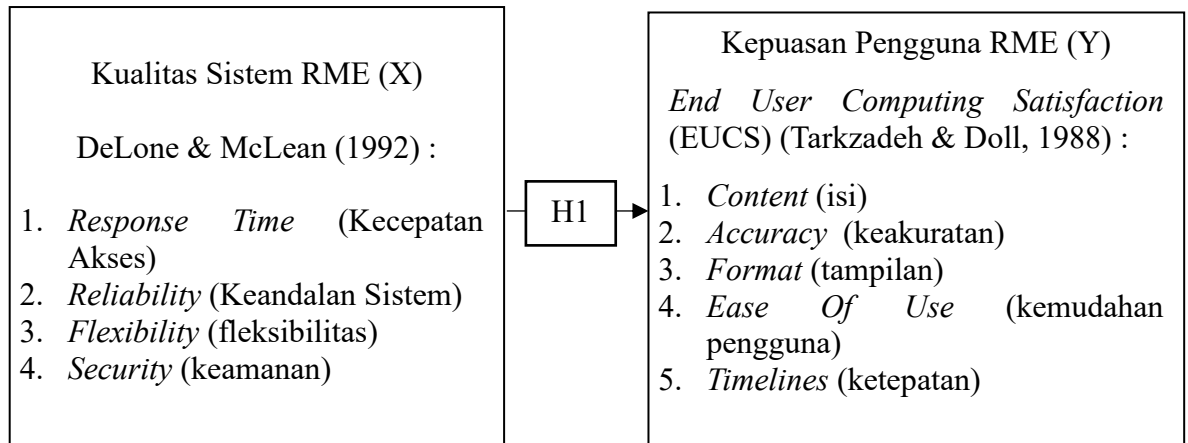 Kualitas Sistem RME (X)
DeLone & McLean (1992) :
1. Response Time (Kecepatan
Akses)
2. Reliability (Keandalan Sistem)
3. Flexibility (fleksibilitas)
4. Security (keamanan)
H1
Kepuasan Pengguna RME (Y)
End User Computing Satisfaction
(EUCS) (Tarkzadeh & Doll, 1988) :
1. Content (isi)
2. Accuracy (keakuratan)
3. Format (tampilan)
4. Ease Of Use (kemudahan
pengguna)
5. Timelines (ketepatan)